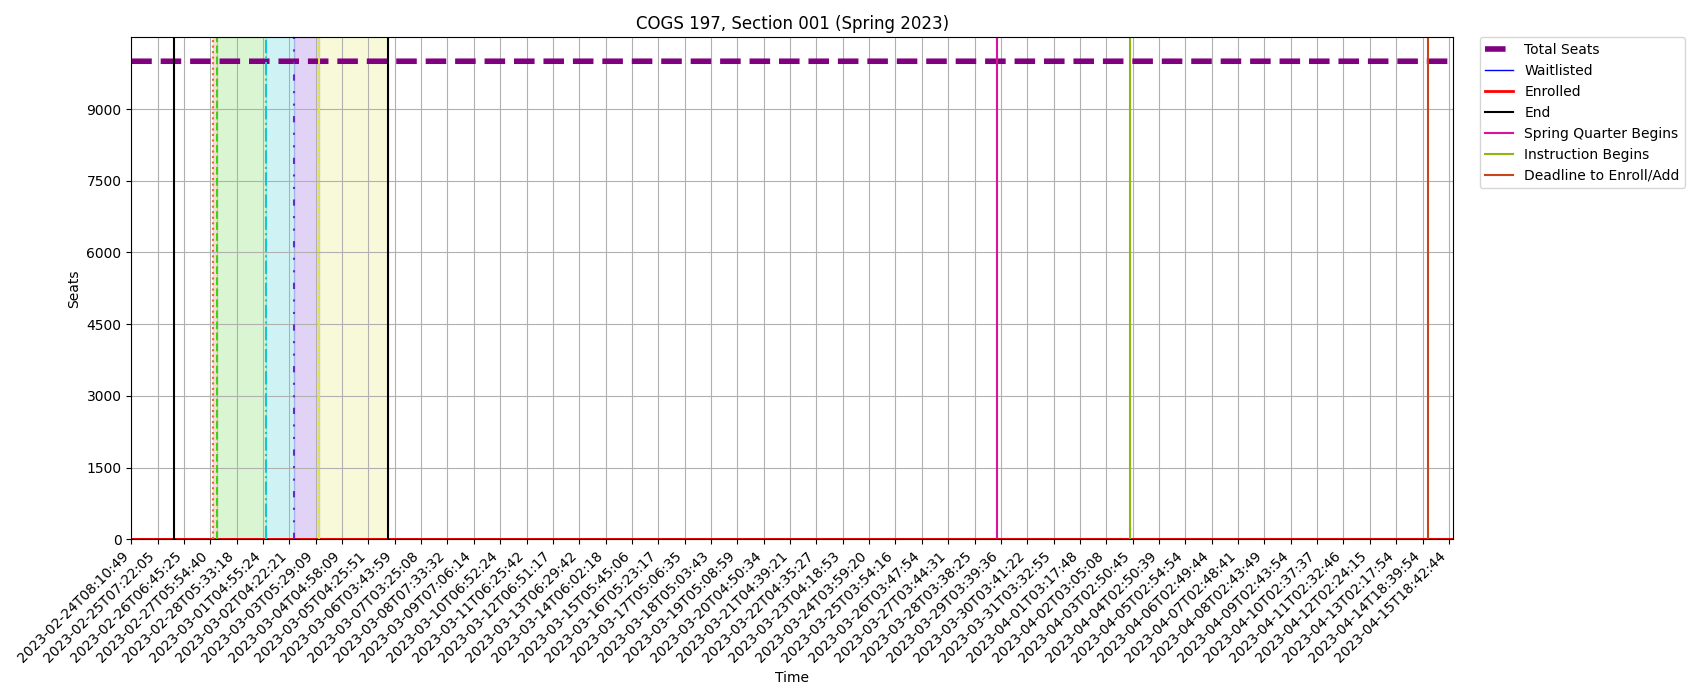 COGS 197, Section 001 (Spring 2023)
Total Seats
Waitlisted
Enrolled
End
Spring Quarter Begins
Instruction Begins
Deadline to Enroll/Add
Seats
9000
7500
6000
4500
3000
1500
0
2023-02-24T08:10:49
2023-02-25T07:22:05
2023-02-26T06:45:25
2023-02-27T05:54:40
2023-02-28T05:33:18
2023-03-01T04:55:24
2023-03-02T04:22:21
2023-03-03T05:29:09
2023-03-04T04:58:09
2023-03-05T04:25:51
2023-03-06T03:43:59
2023-03-07T03:25:08
2023-03-08T07:33:32
2023-03-09T07:06:14
2023-03-10T06:52:24
2023-03-11T06:25:42
2023-03-12T06:51:17
2023-03-13T06:29:42
2023-03-14T06:02:18
2023-03-15T05:45:06
2023-03-16T05:23:17
2023-03-17T05:06:35
2023-03-18T05:03:43
2023-03-19T05:08:59
2023-03-20T04:50:34
2023-03-21T04:39:21
2023-03-22T04:35:27
2023-03-23T04:18:53
2023-03-24T03:59:20
2023-03-25T03:54:16
2023-03-26T03:47:54
2023-03-27T03:44:31
2023-03-28T03:38:25
2023-03-29T03:39:36
2023-03-30T03:41:22
2023-03-31T03:32:55
2023-04-01T03:17:48
2023-04-02T03:05:08
2023-04-03T02:50:45
2023-04-04T02:50:39
2023-04-05T02:54:54
2023-04-06T02:49:44
2023-04-07T02:48:41
2023-04-08T02:43:49
2023-04-09T02:43:54
2023-04-10T02:37:37
2023-04-11T02:32:46
2023-04-12T02:24:15
2023-04-13T02:17:54
2023-04-14T18:39:54
2023-04-15T18:42:44
Time